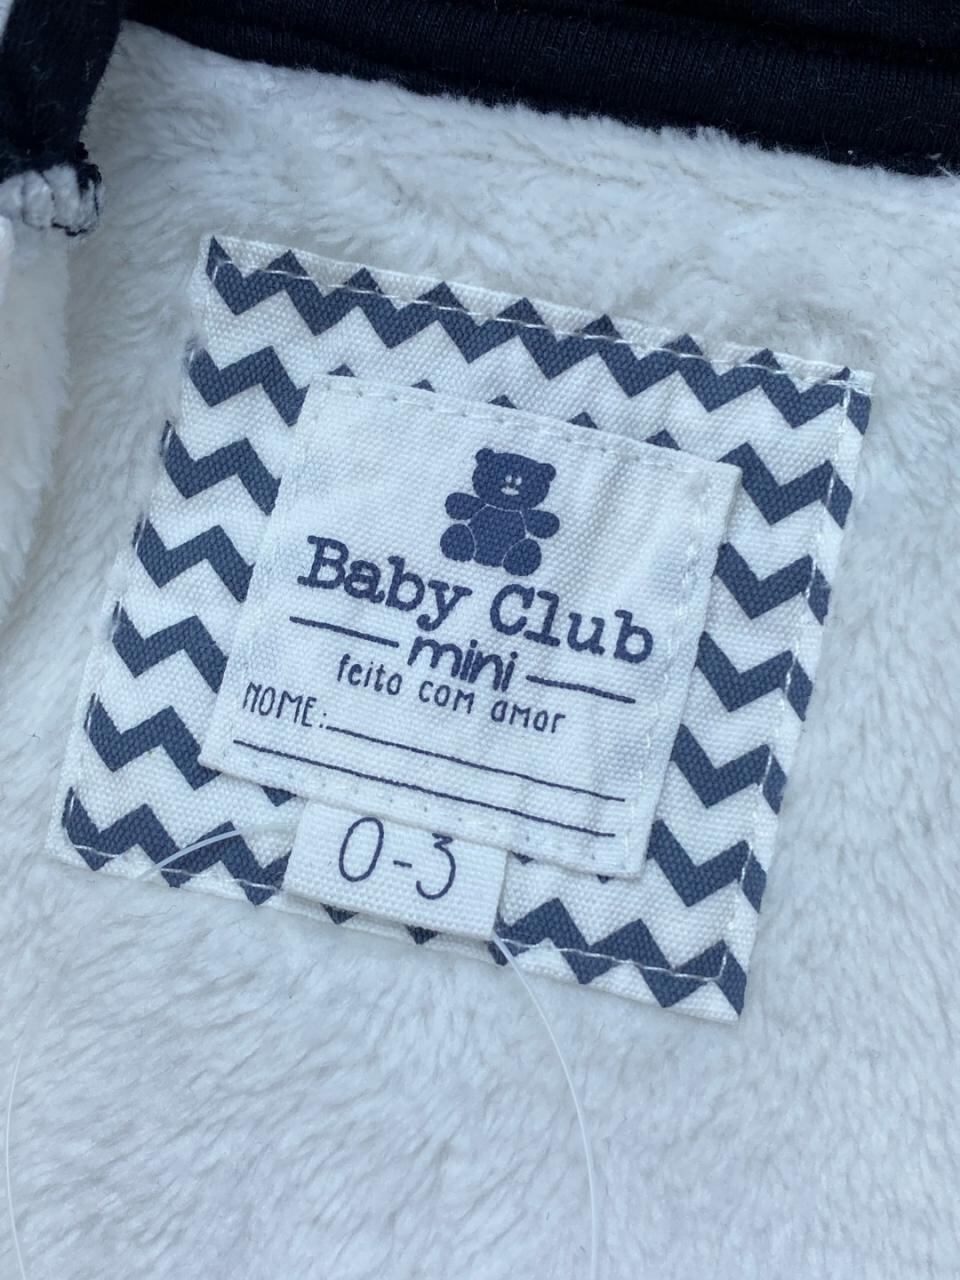 Baby Club
mini
feito com amor
NOME:
0-3